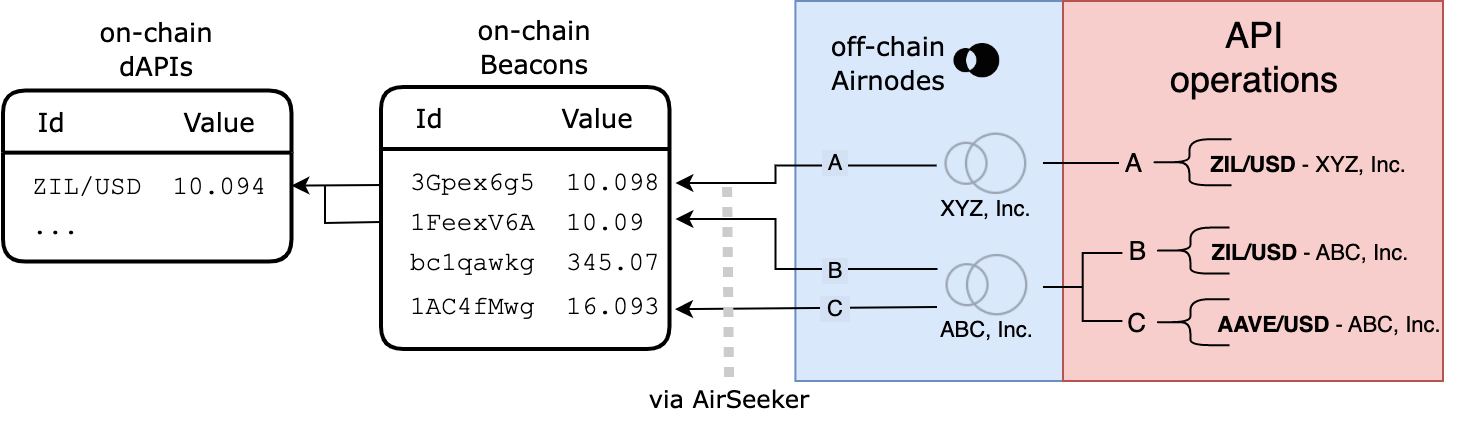 on-chain
dAPIs
Id Value
ZIL/USD 10.094
...
on-chain
Beacons
Id Value
3Gpex6g5 10.098
1FeexV6A 10.09
bc1qawkg 345.07
1AC4fMwg 16.093
via AirSeeker
off-chain
Airnodes
A
XYZ, Inc.
B
C
ABC, Inc.
API
operations
A ZIL/USD - XYZ, Inc.
B ZIL/USD - ABC, Inc.
C AAVE/USD - ABC, Inc.